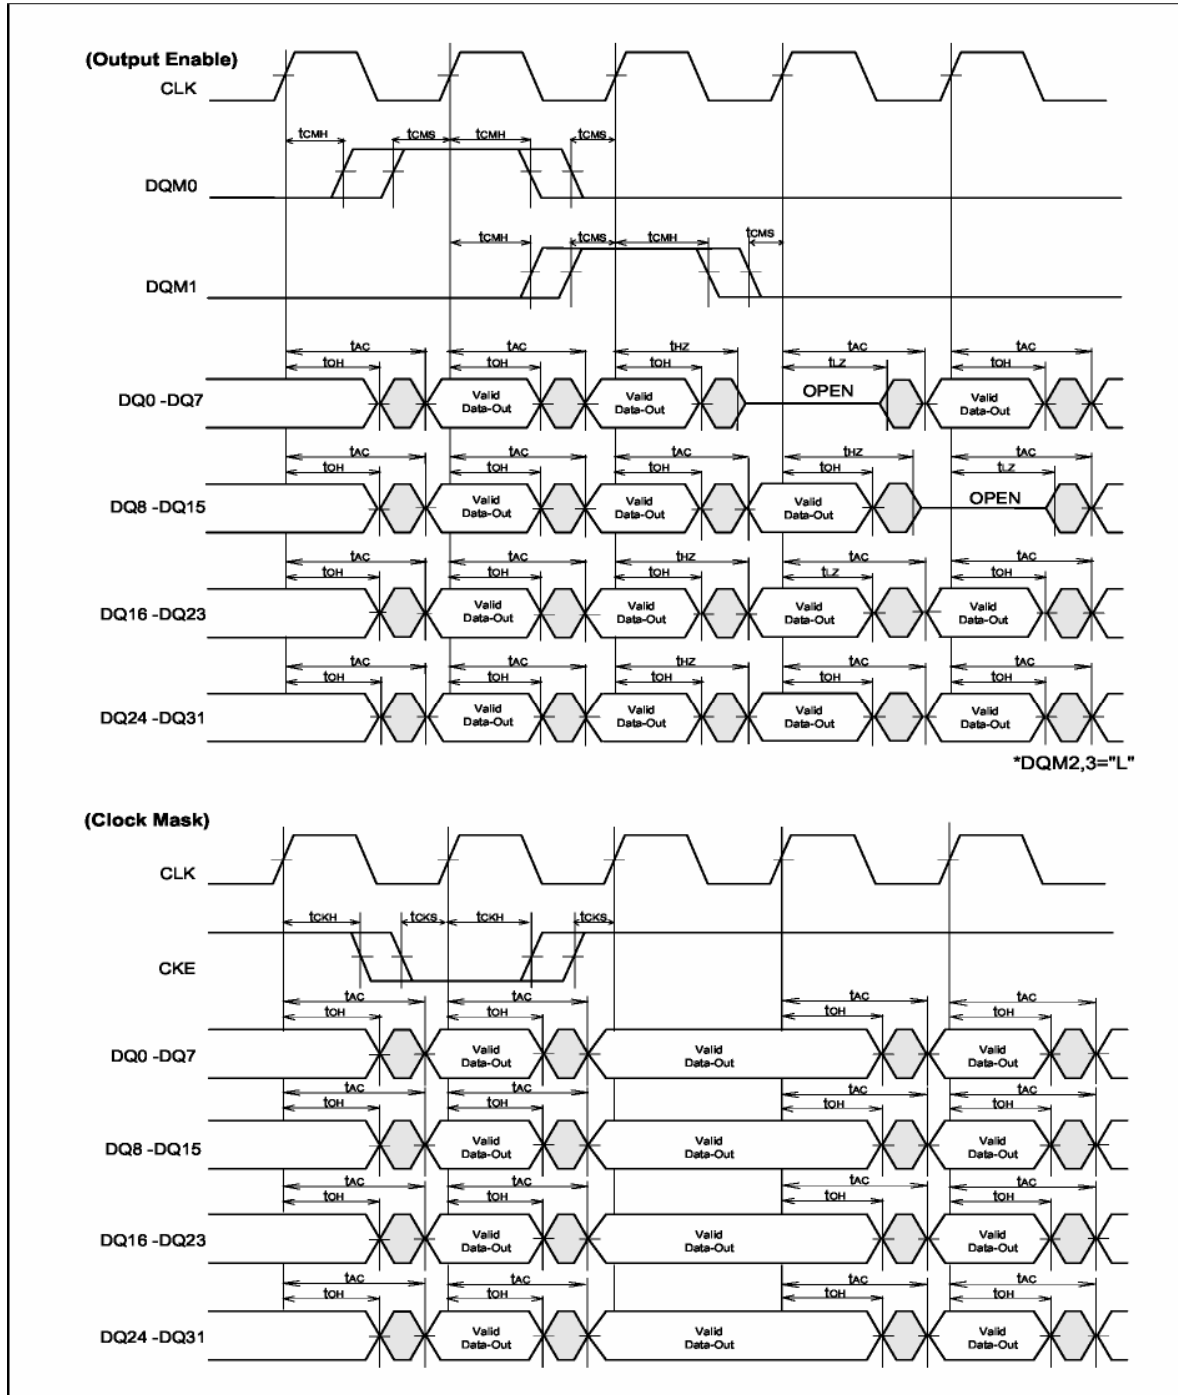 (Output Enable)
CLK
tCMH tCMS tCMH tCMS
DQM0
tCMH tCMS tCMH tCMS
DQM1
tAC tAC tHZ tAC tAC
tOH tOH tOH tLZ tOH
DQ0 -DQ7 Valid Data-Out Valid Data-Out OPEN Valid Data-Out
tAC tAC tAC tHZ tAC
tOH tOH tOH tOH tLZ
DQ8 -DQ15 Valid Data-Out Valid Data-Out Valid Data-Out OPEN
tAC tAC tHZ tAC tAC
tOH tOH tOH tLZ tOH
DQ16 -DQ23 Valid Data-Out Valid Data-Out Valid Data-Out Valid Data-Out
tAC tAC tHZ tAC tAC
tOH tOH tOH tOH tOH
DQ24 -DQ31 Valid Data-Out Valid Data-Out Valid Data-Out Valid Data-Out
*DQM2,3="L"
(Clock Mask)
CLK
tCKH tCKS tCKH tCKS
CKE
tAC tAC tAC tAC
tOH tOH tOH tOH
DQ0 -DQ7 Valid Data-Out Valid Data-Out Valid Data-Out
tAC tAC tAC tAC
tOH tOH tOH tOH
DQ8 -DQ15 Valid Data-Out Valid Data-Out Valid Data-Out
tAC tAC tAC tAC
tOH tOH tOH tOH
DQ16 -DQ23 Valid Data-Out Valid Data-Out Valid Data-Out
tAC tAC tAC tAC
tOH tOH tOH tOH
DQ24 -DQ31 Valid Data-Out Valid Data-Out Valid Data-Out